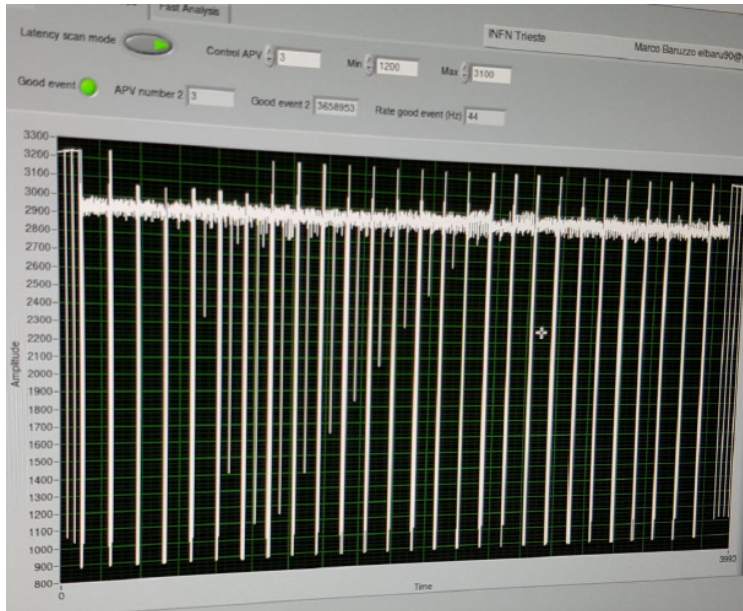 Fast Analysis
INFN Trieste
Latency scan mode
Control APV 3
Min 1200
Max 3100
Marco Baruzzo elbaru90@
Good event
APV number 2 3
Good event 2 3658953
Rate good event (Hz) 44
3300
3200
3100
3000
2900
2800
2700
2600
2500
2400
2300
2200
2100
2000
1900
1800
1700
1600
1500
1400
1300
1200
1100
1000
900
800
Amplitude
0
Time